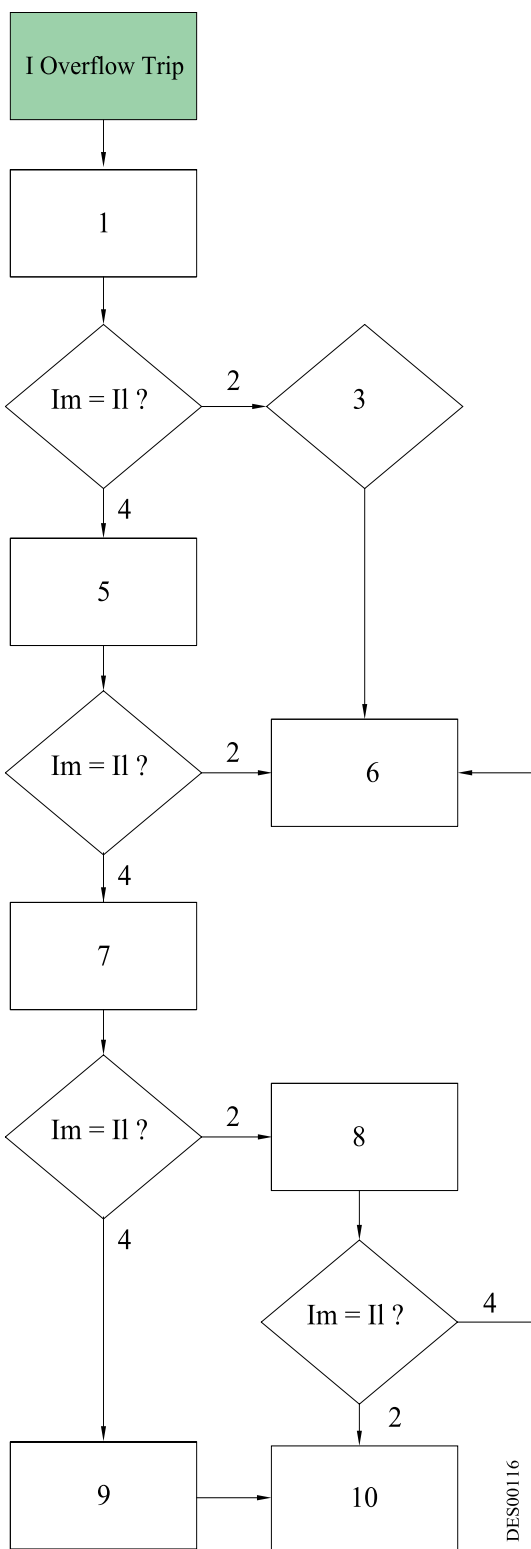 I Overflow Trip
1
Im = Il ?
2
3
4
5
Im = Il ?
2
6
4
7
Im = Il ?
2
8
4
Im = Il ?
4
2
9
10
DES00116